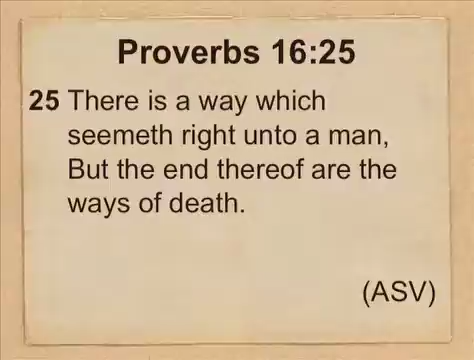 Proverbs 16:25
25 There is a way which
seemeth right unto a man,
But the end thereof are the
ways of death.
(ASV)